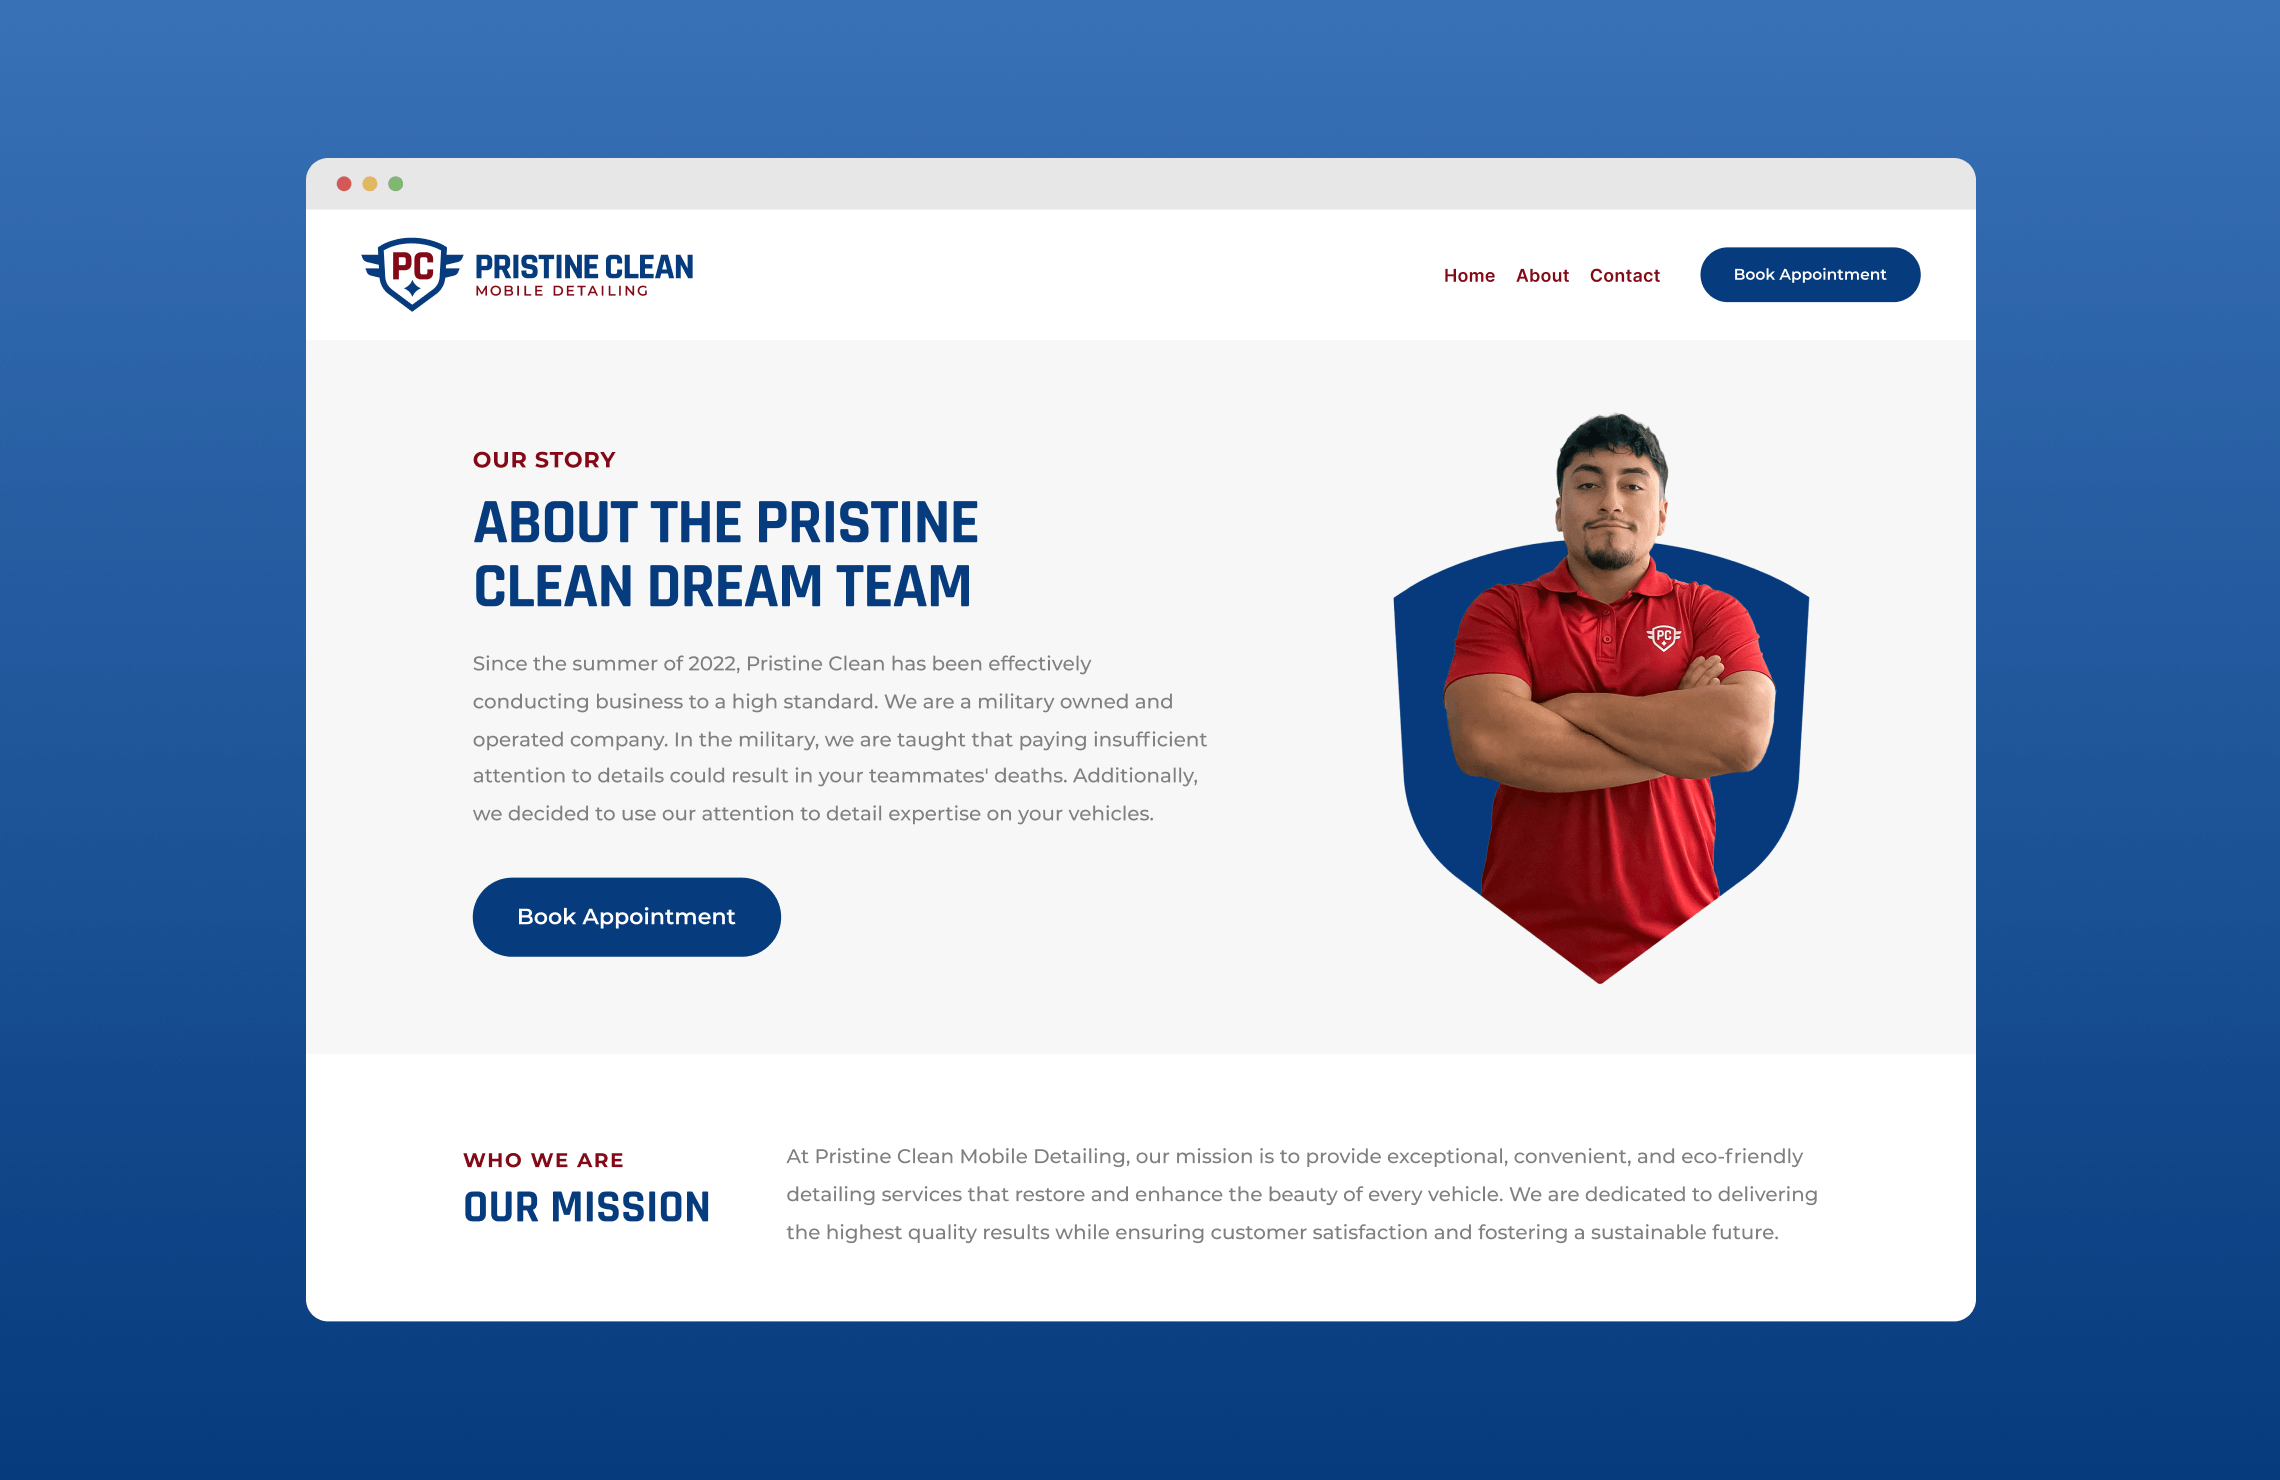 PC
PRISTINE CLEAN
MOBILE DETAILING
Home About Contact Book Appointment
OUR STORY
ABOUT THE PRISTINE
CLEAN DREAM TEAM
Since the summer of 2022, Pristine Clean has been effectively
conducting business to a high standard. We are a military owned and
operated company. In the military, we are taught that paying insufficient
attention to details could result in your teammates' deaths. Additionally,
we decided to use our attention to detail expertise on your vehicles.
Book Appointment
PC
WHO WE ARE
OUR MISSION
At Pristine Clean Mobile Detailing, our mission is to provide exceptional, convenient, and eco-friendly
detailing services that restore and enhance the beauty of every vehicle. We are dedicated to delivering
the highest quality results while ensuring customer satisfaction and fostering a sustainable future.